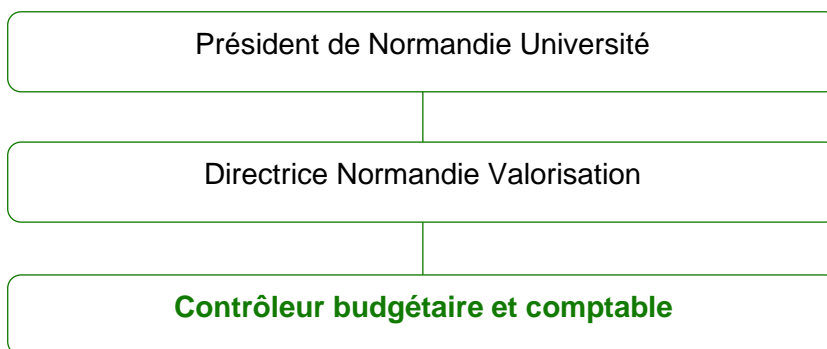 Président de Normandie Université
Directrice Normandie Valorisation
Contrôleur budgétaire et comptable